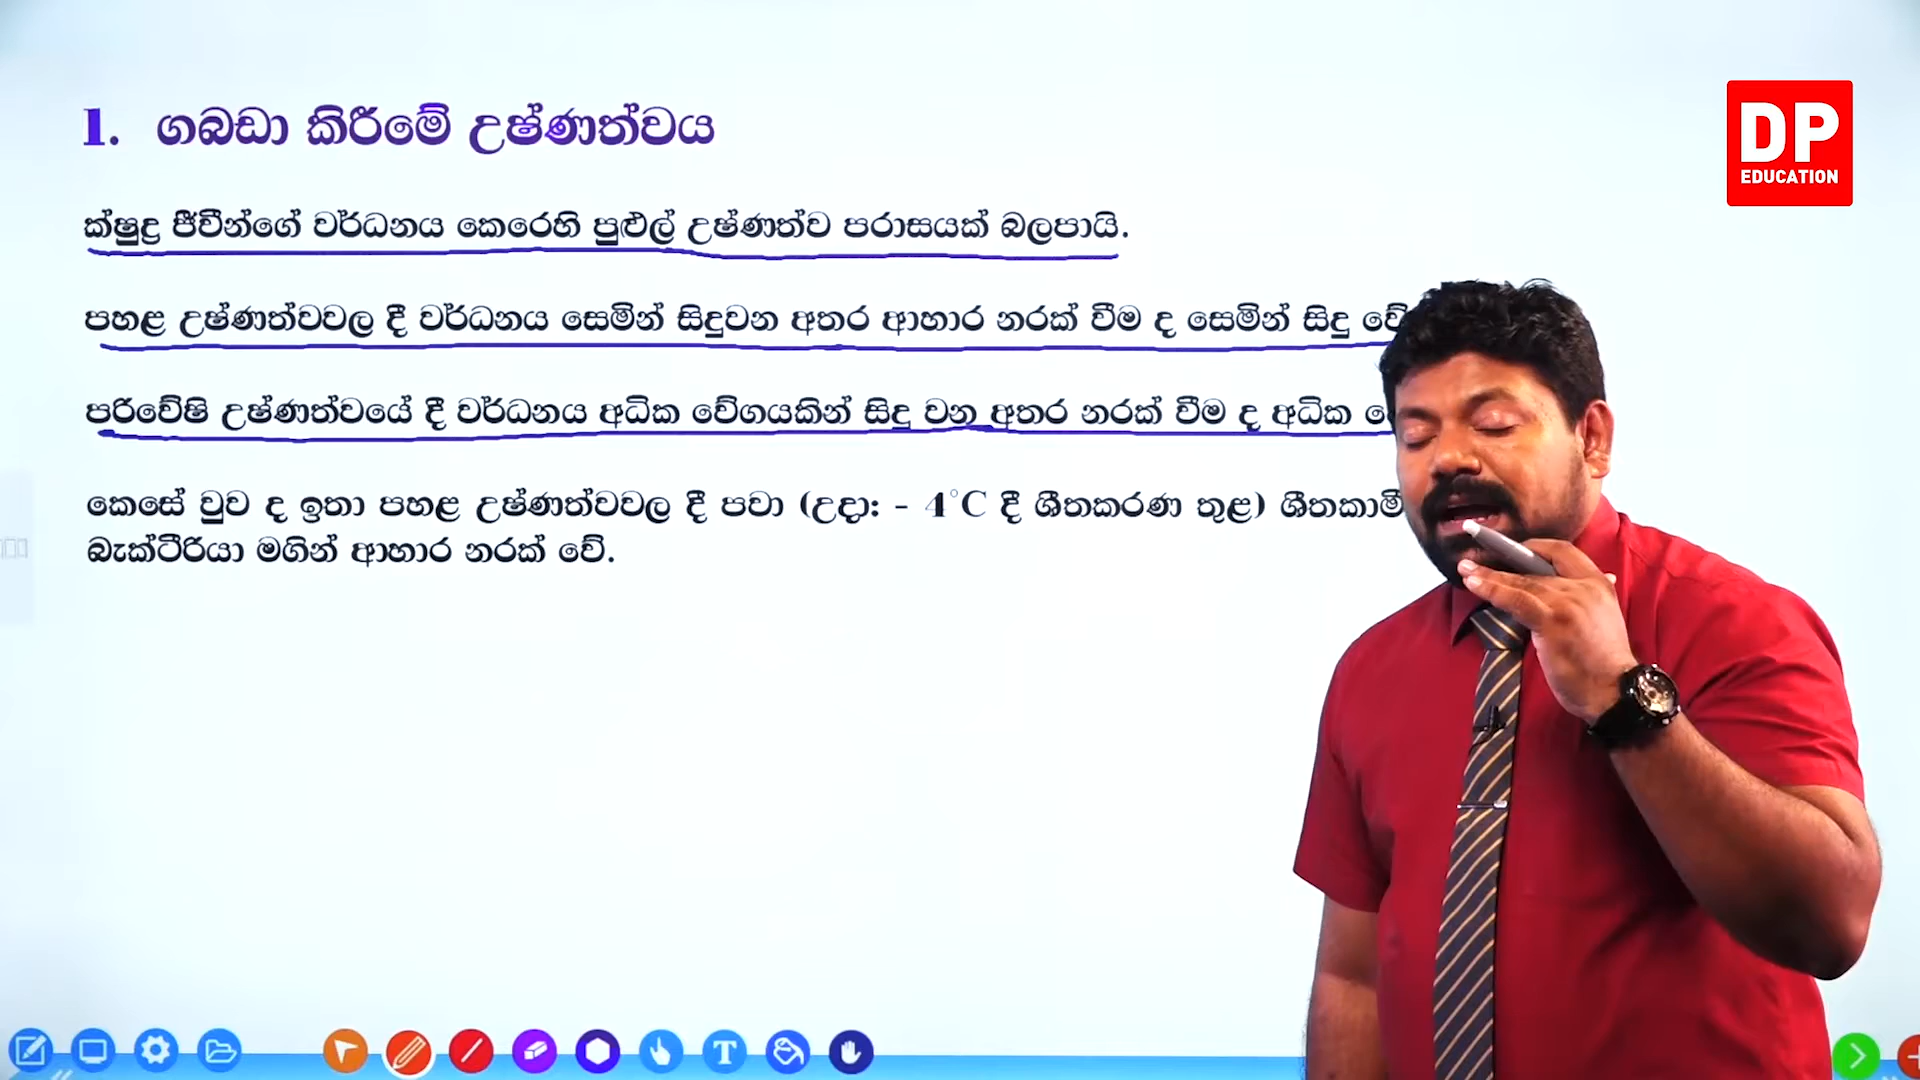 1. ගබඩා කිරීමේ උෂ්ණත්වය
DP
EDUCATION
ක්ෂුද්‍ර ජීවීන්ගේ වර්ධනය කෙරෙහි පුළුල් උෂ්ණත්ව පරාසයක් බලපායි.
පහළ උෂ්ණත්වවල දී වර්ධනය සෙමින් සිදුවන අතර ආහාර නරක් වීම ද සෙමින් සිදු වේ
පරිවේෂි උෂ්ණත්වයේ දී වර්ධනය අධික වේගයකින් සිදු වන අතර නරක් වීම ද අධික
කෙසේ වුව ද ඉතා පහළ උෂ්ණත්වවල දී පවා (උදා: - 4°C දී ශීතකරණ තුළ) ශීතකාමී
බැක්ටීරියා මගින් ආහාර නරක් වේ.